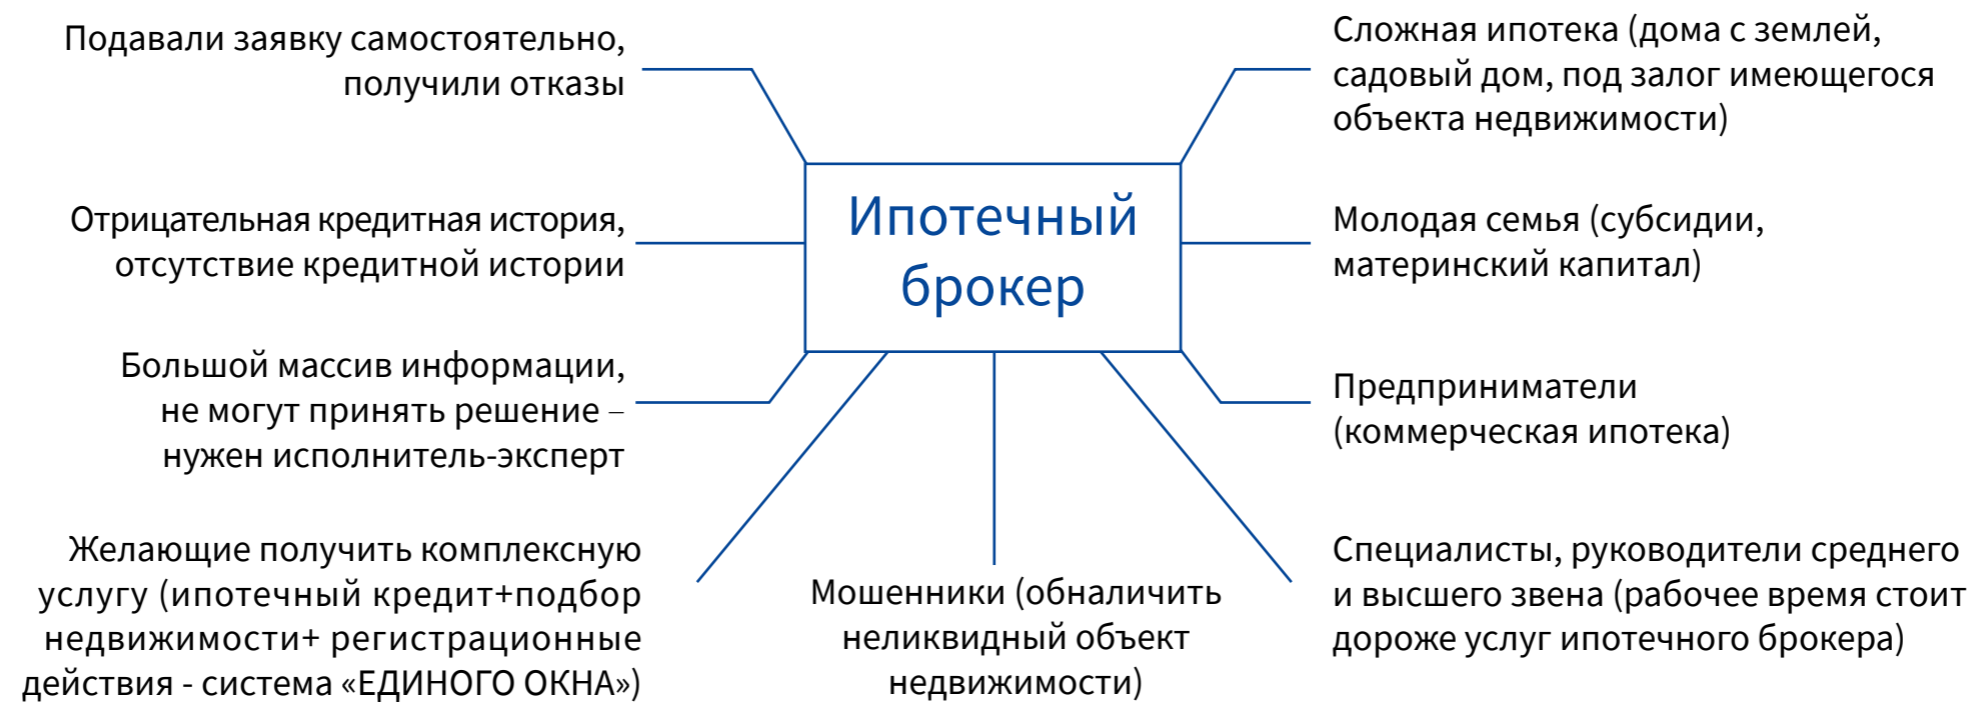 Подавали заявку самостоятельно,
получили отказы
Отрицательная кредитная история,
отсутствие кредитной истории
Большой массив информации,
не могут принять решение –
нужен исполнитель-эксперт
Желающие получить комплексную
услугу (ипотечный кредит+подбор
недвижимости+ регистрационные
действия - система «ЕДИНОГО ОКНА»)
Ипотечный
брокер
Мошенники (обналичить
неликвидный объект
недвижимости)
Сложная ипотека (дома с землей,
садовый дом, под залог имеющегося
объекта недвижимости)
Молодая семья (субсидии,
материнский капитал)
Предприниматели
(коммерческая ипотека)
Специалисты, руководители среднего
и высшего звена (рабочее время стоит
дороже услуг ипотечного брокера)